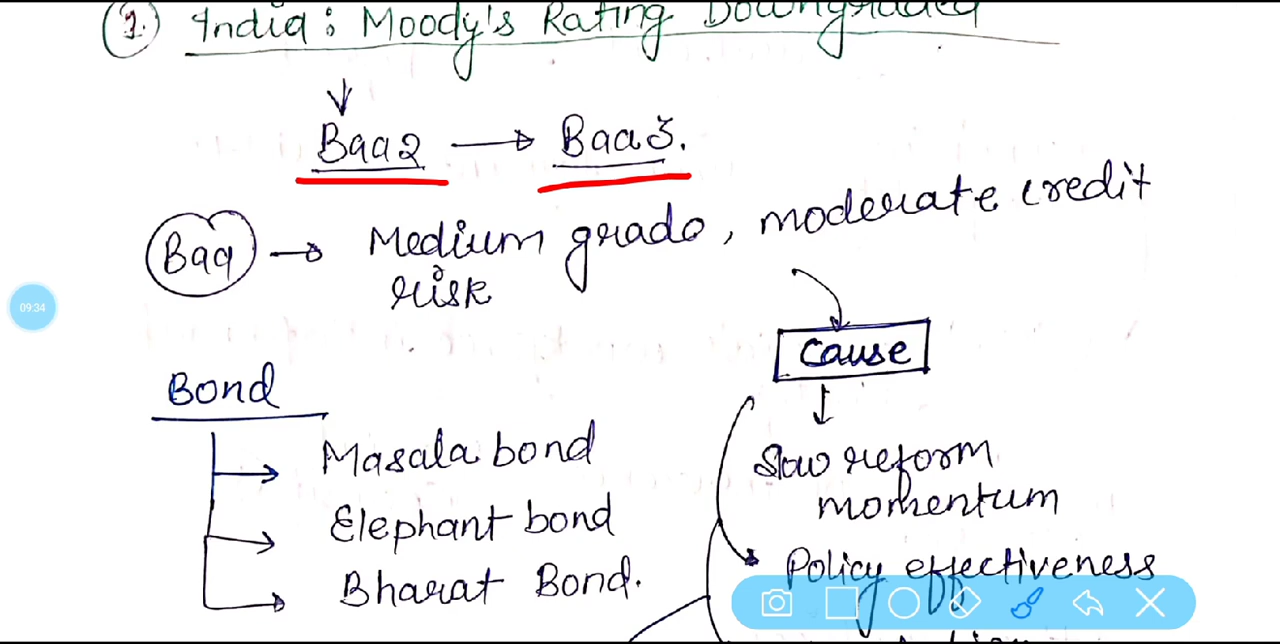 1. India : Moody's Rating Downgraded
Baa2 → Baa3.
Baa → Medium grade, moderate credit
risk
Cause
Bond
Masala bond
Elephant bond
Bharat Bond.
Slow reform
momentum
Policy effectiveness
09:34